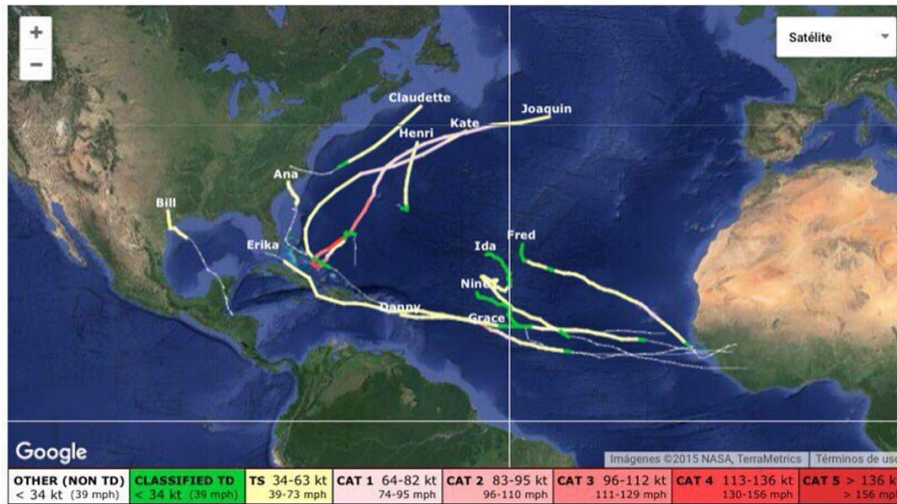 +
Satélite
−
Claudette
Joaquin
Kate
Henri
Ana
Bill
Erika
Ida
Fred
Nine
Danny
Grace
Google
Imágenes ©2015 NASA, TerraMetrics
Términos de uso
OTHER (NON TD)
< 34 kt (39 mph)
CLASSIFIED TD
< 34 kt (39 mph)
TS 34-63 kt
39-73 mph
CAT 1 64-82 kt
74-95 mph
CAT 2 83-95 kt
96-110 mph
CAT 3 96-112 kt
111-129 mph
CAT 4 113-136 kt
130-156 mph
CAT 5 > 136 k
> 156 mp